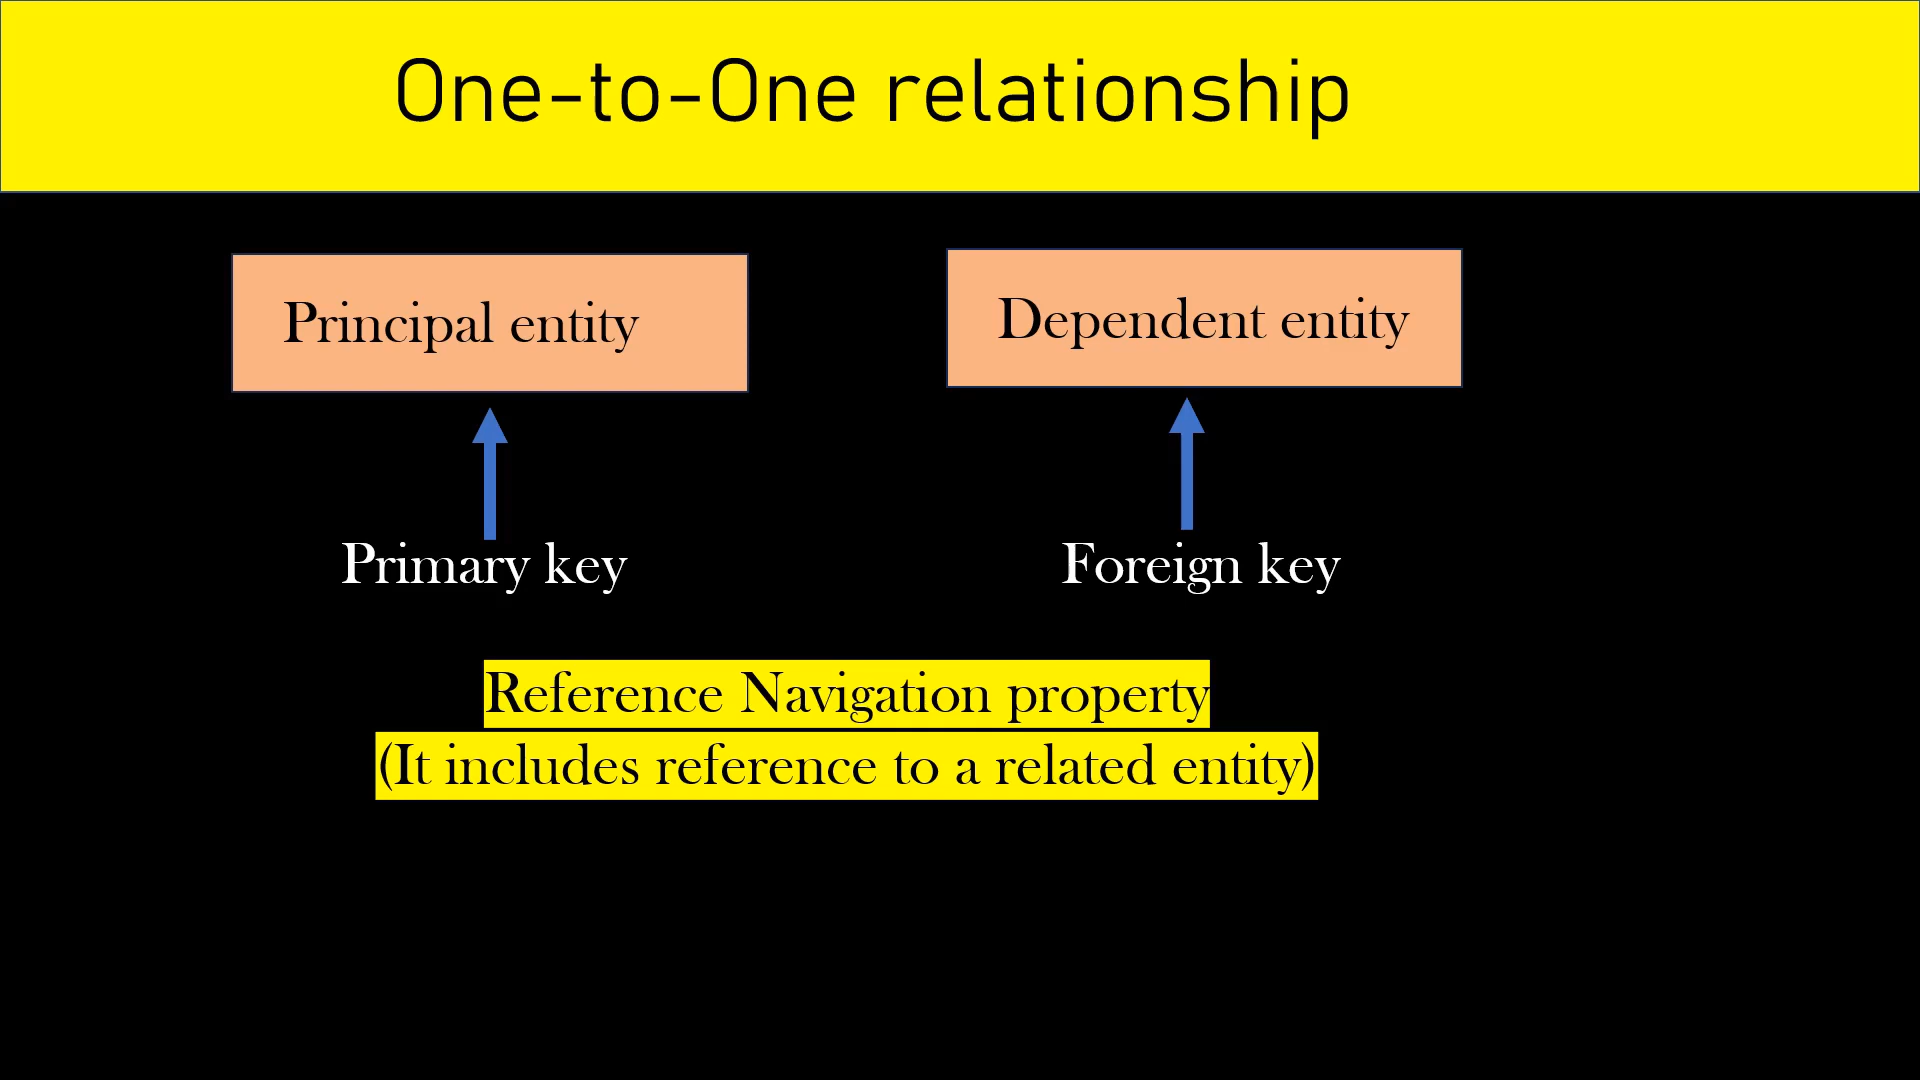 One-to-One relationship
Principal entity
Dependent entity
Primary key
Foreign key
Reference Navigation property
(It includes reference to a related entity)